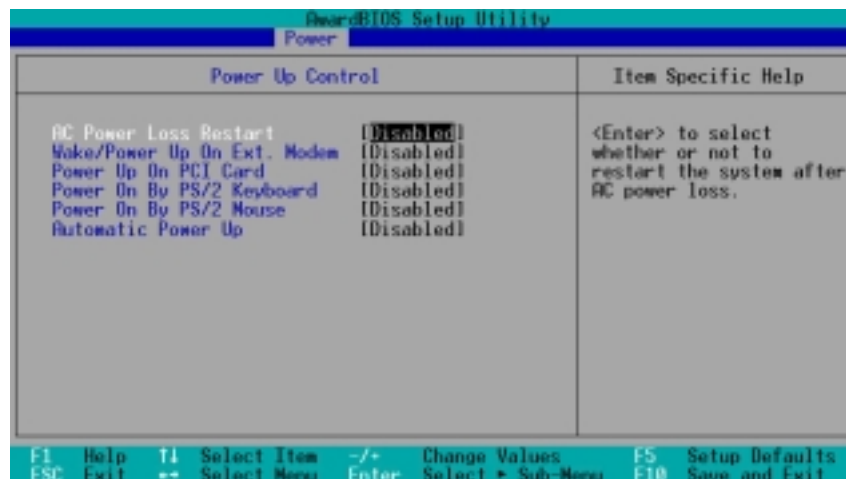 AwardBIOS Setup Utility
Power
Power Up Control
Item Specific Help
AC Power Loss Restart [Disabled]
Wake/Power Up On Ext. Modem [Disabled]
Power Up On PCI Card [Disabled]
Power On By PS/2 Keyboard [Disabled]
Power On By PS/2 Mouse [Disabled]
Automatic Power Up [Disabled]
<Enter> to select
whether or not to
restart the system after
AC power loss.
F1 Help ↑↓ Select Item -/+ Change Values F5 Setup Defaults
ESC Exit ←→ Select Menu Enter Select ► Sub-Menu F10 Save and Exit